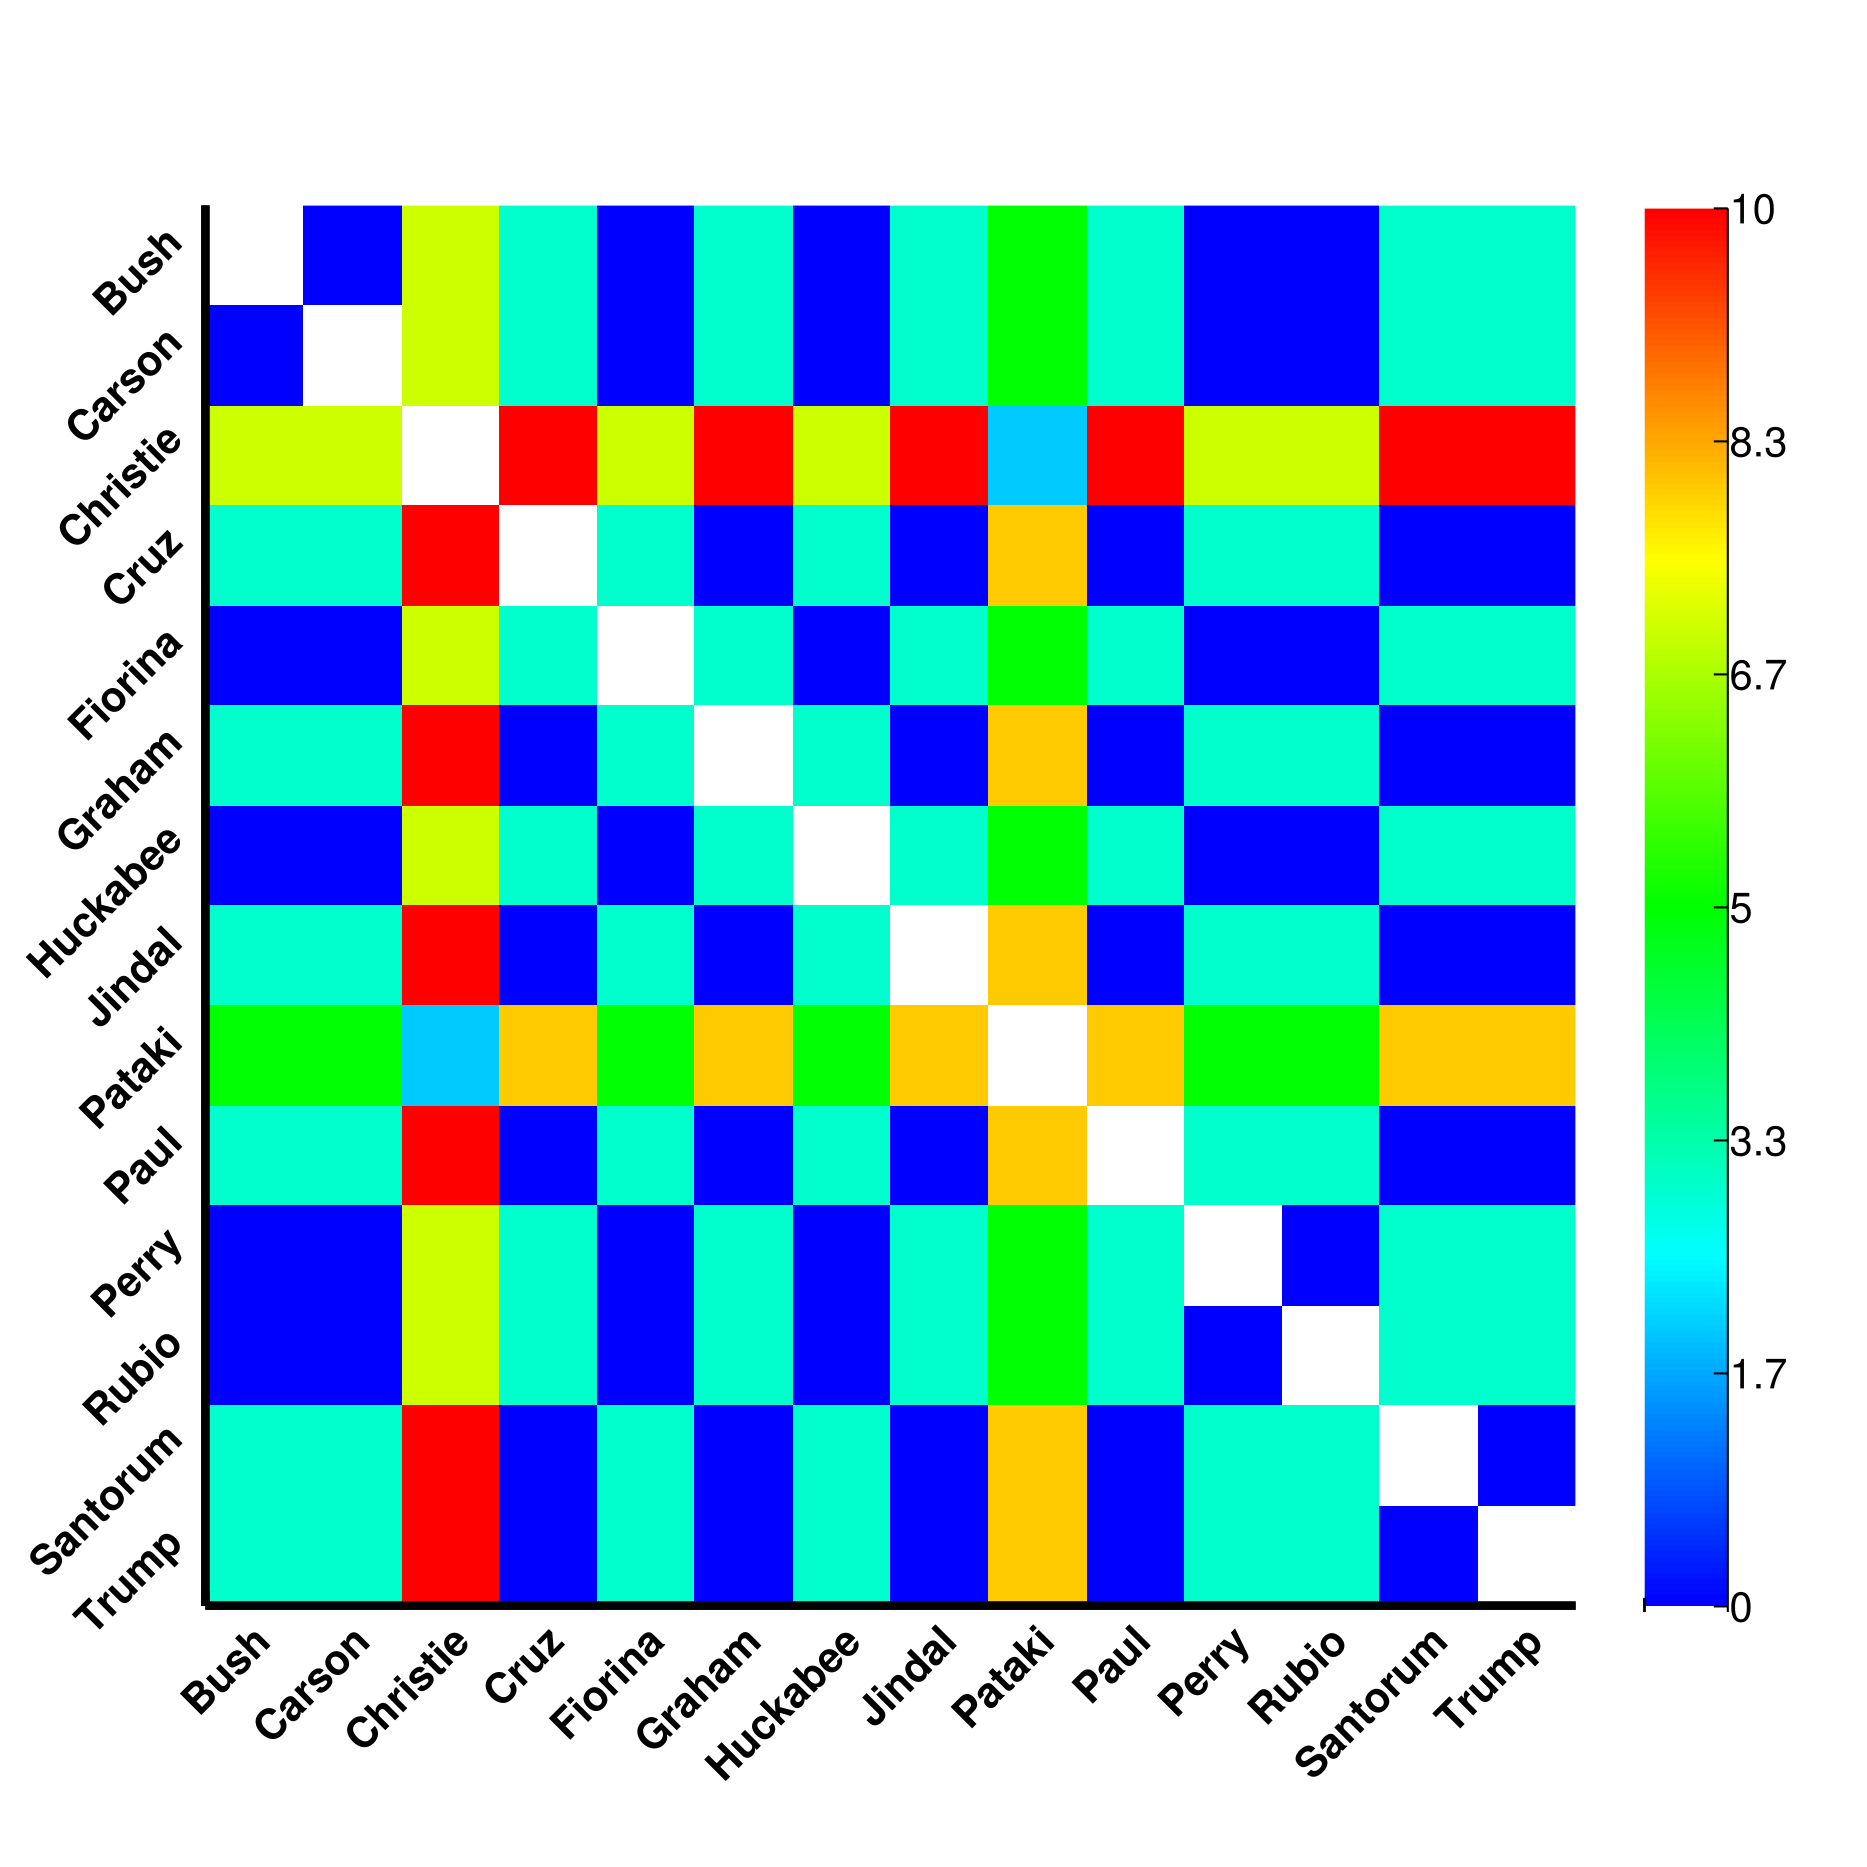 Bush
Carson
Christie
Cruz
Fiorina
Graham
Huckabee
Jindal
Pataki
Paul
Perry
Rubio
Santorum
Trump
Bush Carson Christie Cruz Fiorina Graham Huckabee Jindal Pataki Paul Perry Rubio Santorum Trump
10
8.3
6.7
5
3.3
1.7
0